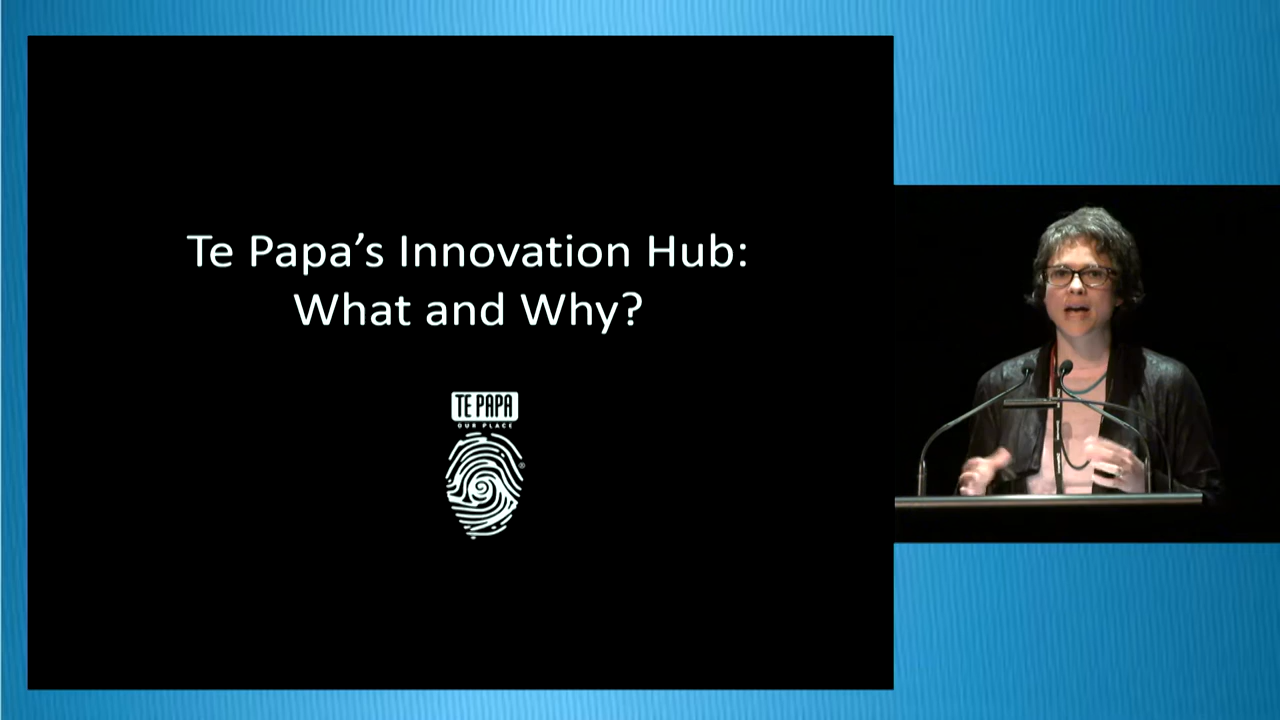 Te Papa’s Innovation Hub:
What and Why?
TE PAPA
OUR PLACE
®